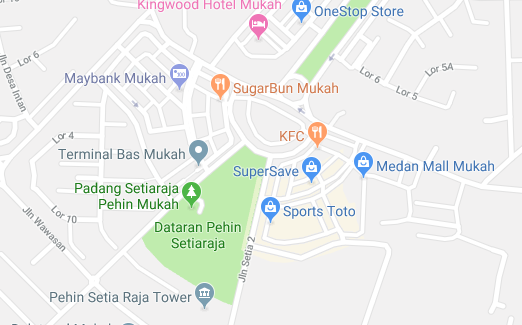 Kingwood Hotel Mukah
OneStop Store
Lor 6
Lor 5A
Maybank Mukah
SugarBun Mukah
Lor 6
Lor 5
Jln Desa Intan
Lor 4
KFC
Terminal Bas Mukah
SuperSave
Medan Mall Mukah
Padang Setiaraja
Pehin Mukah
Lor 10
Sports Toto
Jln Wawasan
Dataran Pehin
Setiaraja
Jln Setia 2
Pehin Setia Raja Tower